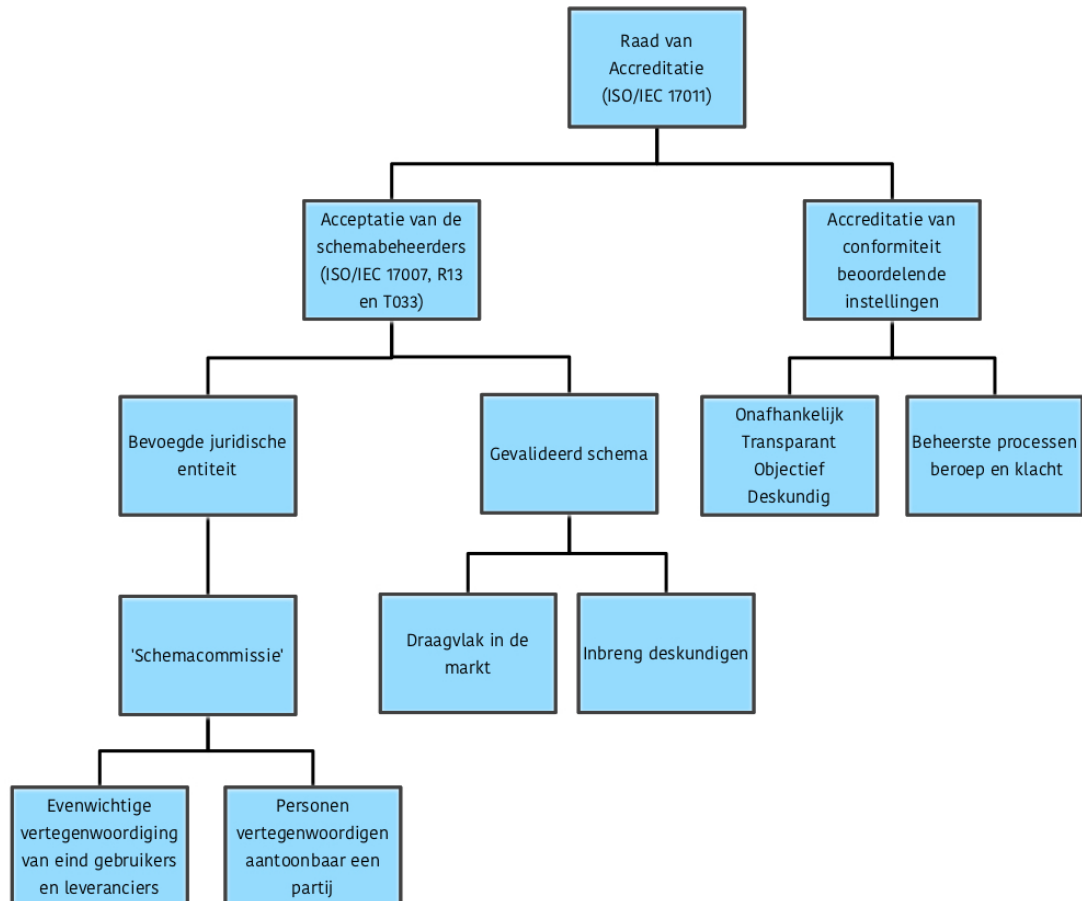 Raad van
Accreditatie
(ISO/IEC 17011)
Acceptatie van de
schemabeheerders
(ISO/IEC 17007, R13
en T033)
Accreditatie van
conformiteit
beoordelende
instellingen
Bevoegde juridische
entiteit
Gevalideerd schema
Onafhankelijk
Transparant
Objectief
Deskundig
Beheerste processen
beroep en klacht
'Schemacommissie'
Draagvlak in de
markt
Inbreng deskundigen
Evenwichtige
vertegenwoordiging
van eind gebruikers
en leveranciers
Personen
vertegenwoordigen
aantoonbaar een
partij